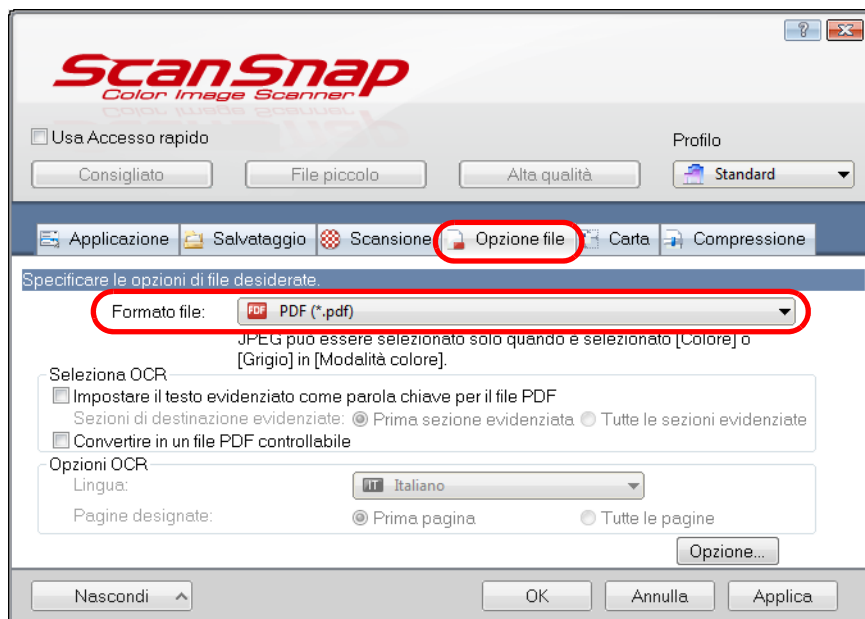 ScanSnap
Color Image Scanner
Usa Accesso rapido
Profilo
Consigliato File piccolo Alta qualità Standard
Applicazione Salvataggio Scansione Opzione file Carta Compressione
Specificare le opzioni di file desiderate.
Formato file: PDF PDF (*.pdf)
JPEG può essere selezionato solo quando è selezionato [Colore] o
[Grigio] in [Modalità colore].
Seleziona OCR
Impostare il testo evidenziato come parola chiave per il file PDF
Sezioni di destinazione evidenziate: Prima sezione evidenziata Tutte le sezioni evidenziate
Convertire in un file PDF controllabile
Opzioni OCR
Lingua: IT Italiano
Pagine designate: Prima pagina Tutte le pagine
Opzione...
Nascondi OK Annulla Applica